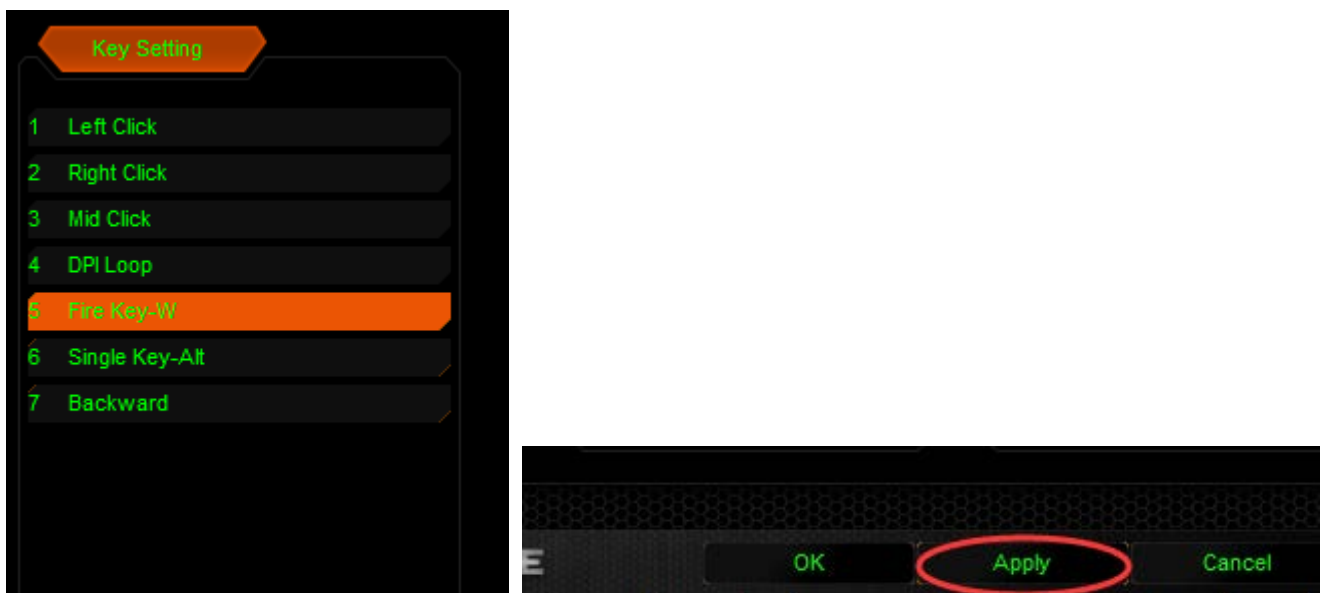 Key Setting
1 Left Click
2 Right Click
3 Mid Click
4 DPI Loop
5 Fire Key-W
6 Single Key-Alt
7 Backward
E OK Apply Cancel